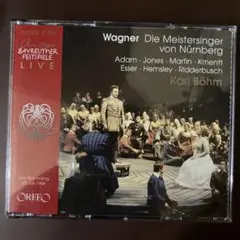 BAYREUTHER
FESTSPIELE
LIVE
Wagner Die Meistersinger
von Nürnberg
Adam · Jones · Martin · Kmentt
Esser · Hemsley · Ridderbusch
Karl Böhm
ORFEO